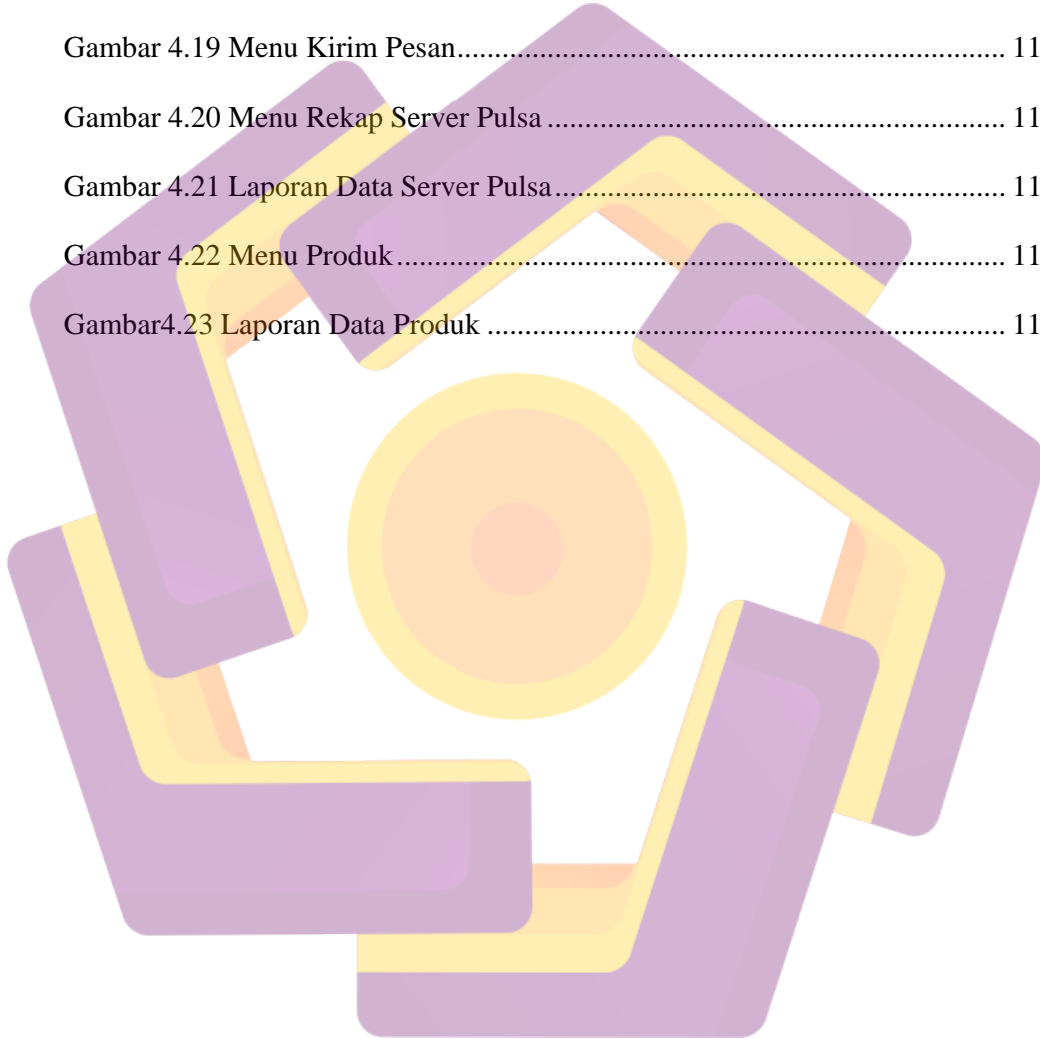 Gambar 4.19 Menu Kirim Pesan.................................................................... 11
Gambar 4.20 Menu Rekap Server Pulsa ......................................................... 11
Gambar 4.21 Laporan Data Server Pulsa........................................................ 11
Gambar 4.22 Menu Produk............................................................................. 11
Gambar4.23 Laporan Data Produk ................................................................ 11